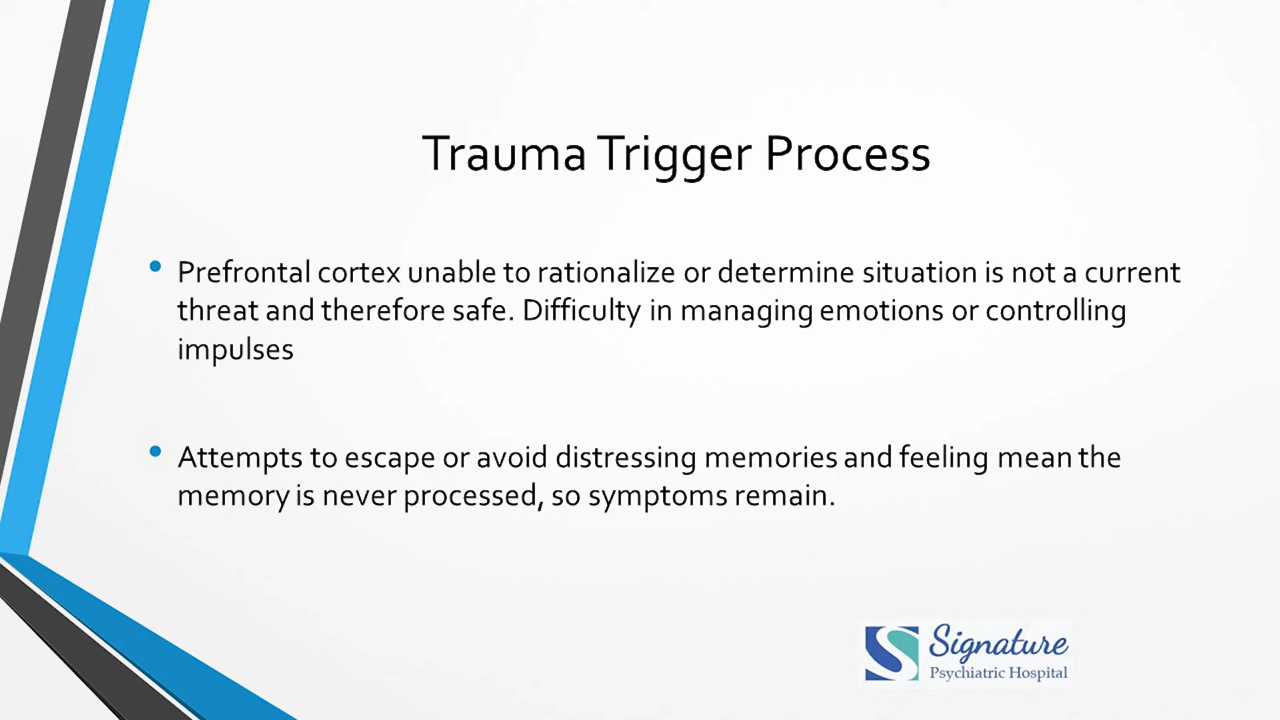 Trauma Trigger Process
• Prefrontal cortex unable to rationalize or determine situation is not a current
threat and therefore safe. Difficulty in managing emotions or controlling
impulses
• Attempts to escape or avoid distressing memories and feeling mean the
memory is never processed, so symptoms remain.
Signature
Psychiatric Hospital